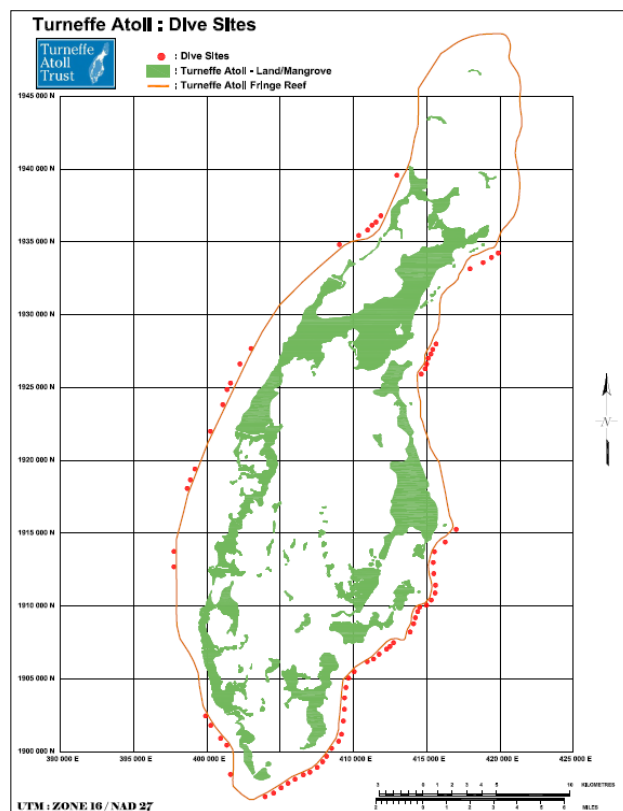 Turneffe Atoll : Dive Sites
Turneffe
Atoll
Trust
: Dive Sites
: Turneffe Atoll - Land/Mangrove
: Turneffe Atoll Fringe Reef
1945 000 N
1940 000 N
1935 000 N
1930 000 N
1925 000 N
1920 000 N
1915 000 N
1910 000 N
1905 000 N
1900 000 N
390 000 E
395 000 E
400 000 E
405 000 E
410 000 E
415 000 E
420 000 E
425 000 E
N
KILOMETRES
MILES
UTM : ZONE 16 / NAD 27